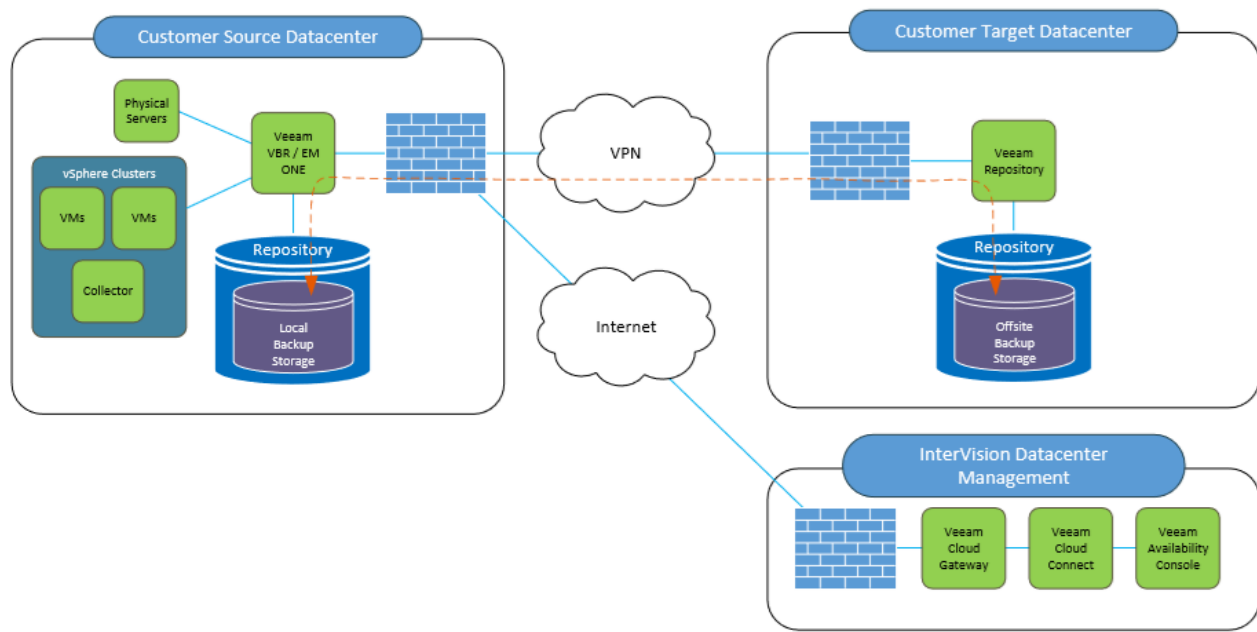 Customer Source Datacenter
Physical
Servers
Veeam
VBR / EM
ONE
vSphere Clusters
VMs
VMs
Collector
Repository
Local
Backup
Storage
VPN
Internet
Customer Target Datacenter
Veeam
Repository
Repository
Offsite
Backup
Storage
InterVision Datacenter
Management
Veeam
Cloud
Gateway
Veeam
Cloud
Connect
Veeam
Availability
Console